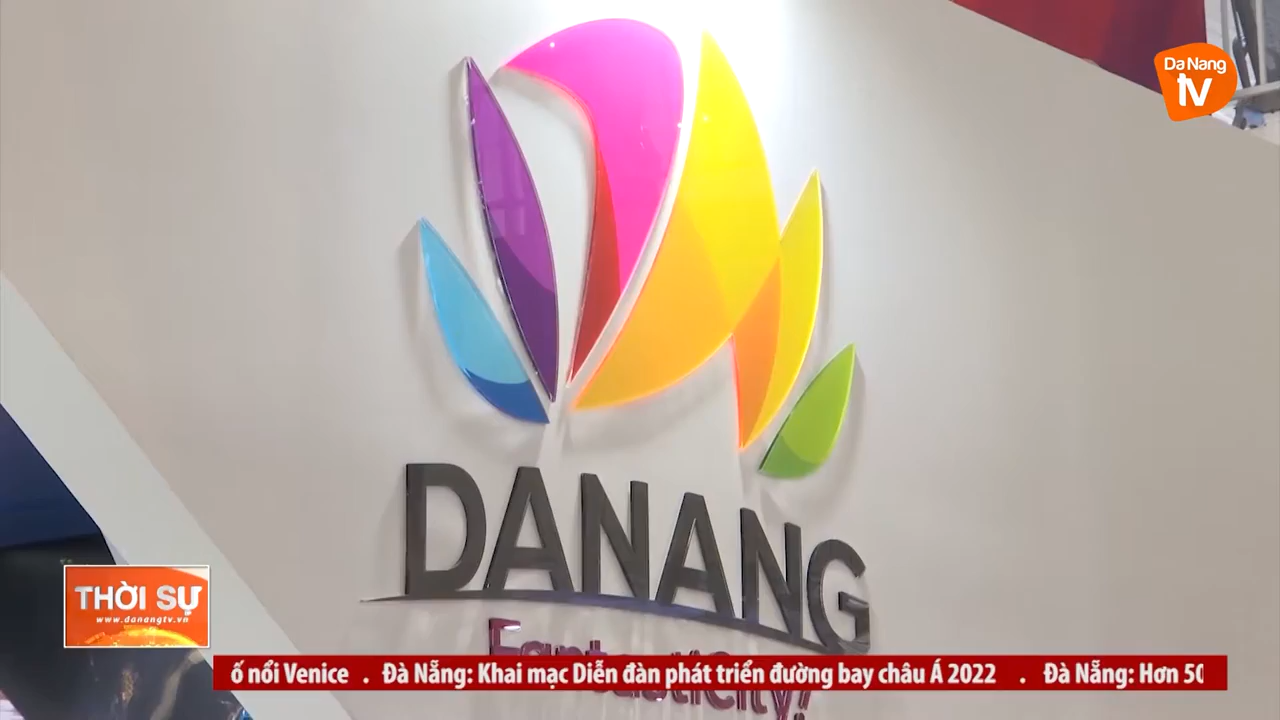 Da Nang
tv
DANANG
FantastiCity!
THỜI SỰ
www.danangtv.vn
ố nổi Venice . Đà Nẵng: Khai mạc Diễn đàn phát triển đường bay châu Á 2022 . Đà Nẵng: Hơn 50